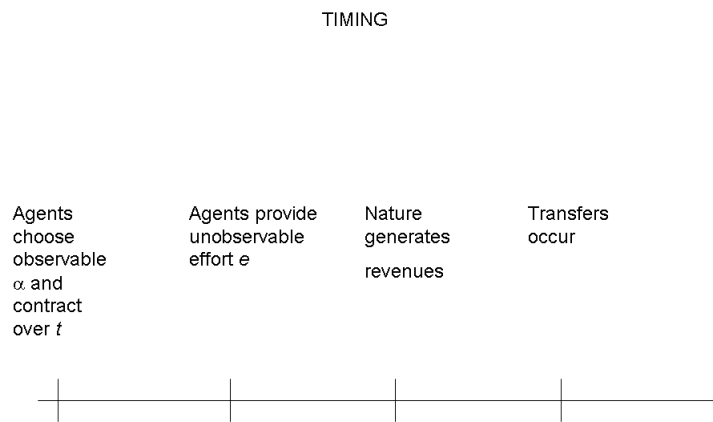 TIMING
Agents
choose
observable
α and
contract
over t
Agents provide
unobservable
effort e
Nature
generates
revenues
Transfers
occur